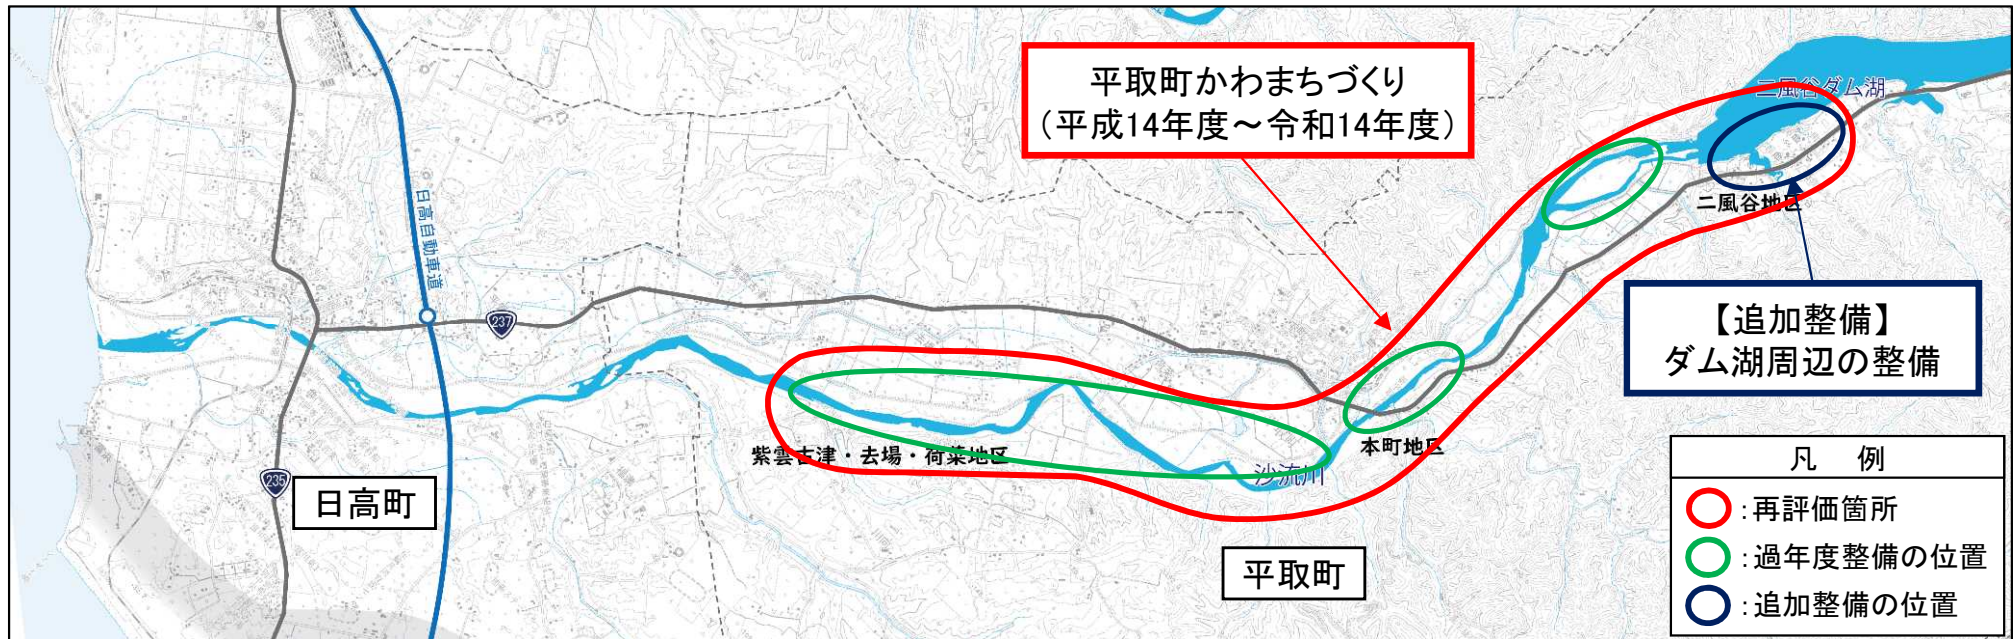 平取町かわまちづくり
(平成14年度～令和14年度)
二風谷ダム湖
二風谷地区
【追加整備】
ダム湖周辺の整備
日高自動車道
237
235
紫雲古津・去場・荷菜地区
本町地区
沙流川
日高町
平取町
凡 例
:再評価箇所
:過年度整備の位置
:追加整備の位置